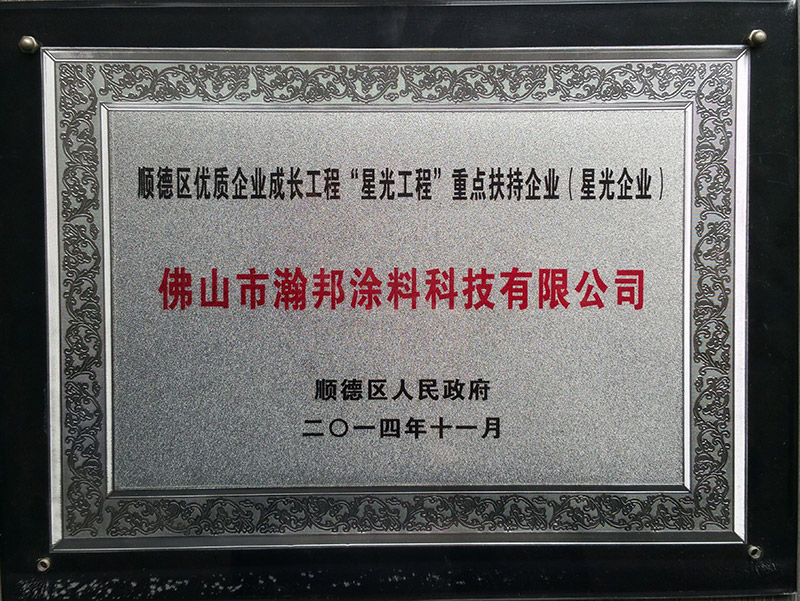 顺德区优质企业成长工程“星光工程”重点扶持企业（星光企业）
佛山市瀚邦涂料科技有限公司
顺德区人民政府
二〇一四年十一月